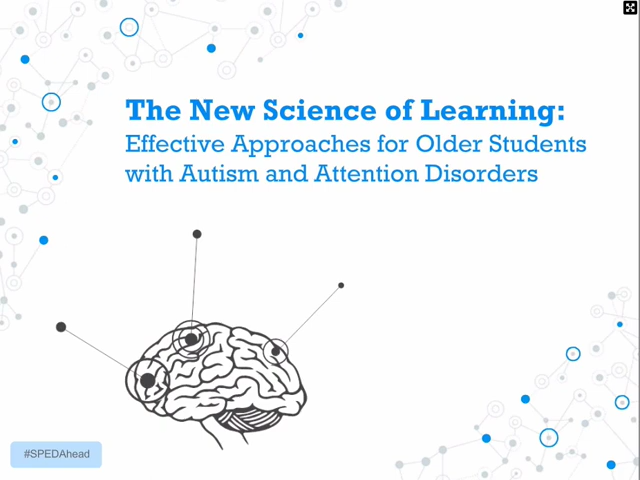 The New Science of Learning:
Effective Approaches for Older Students
with Autism and Attention Disorders
#SPEDAhead